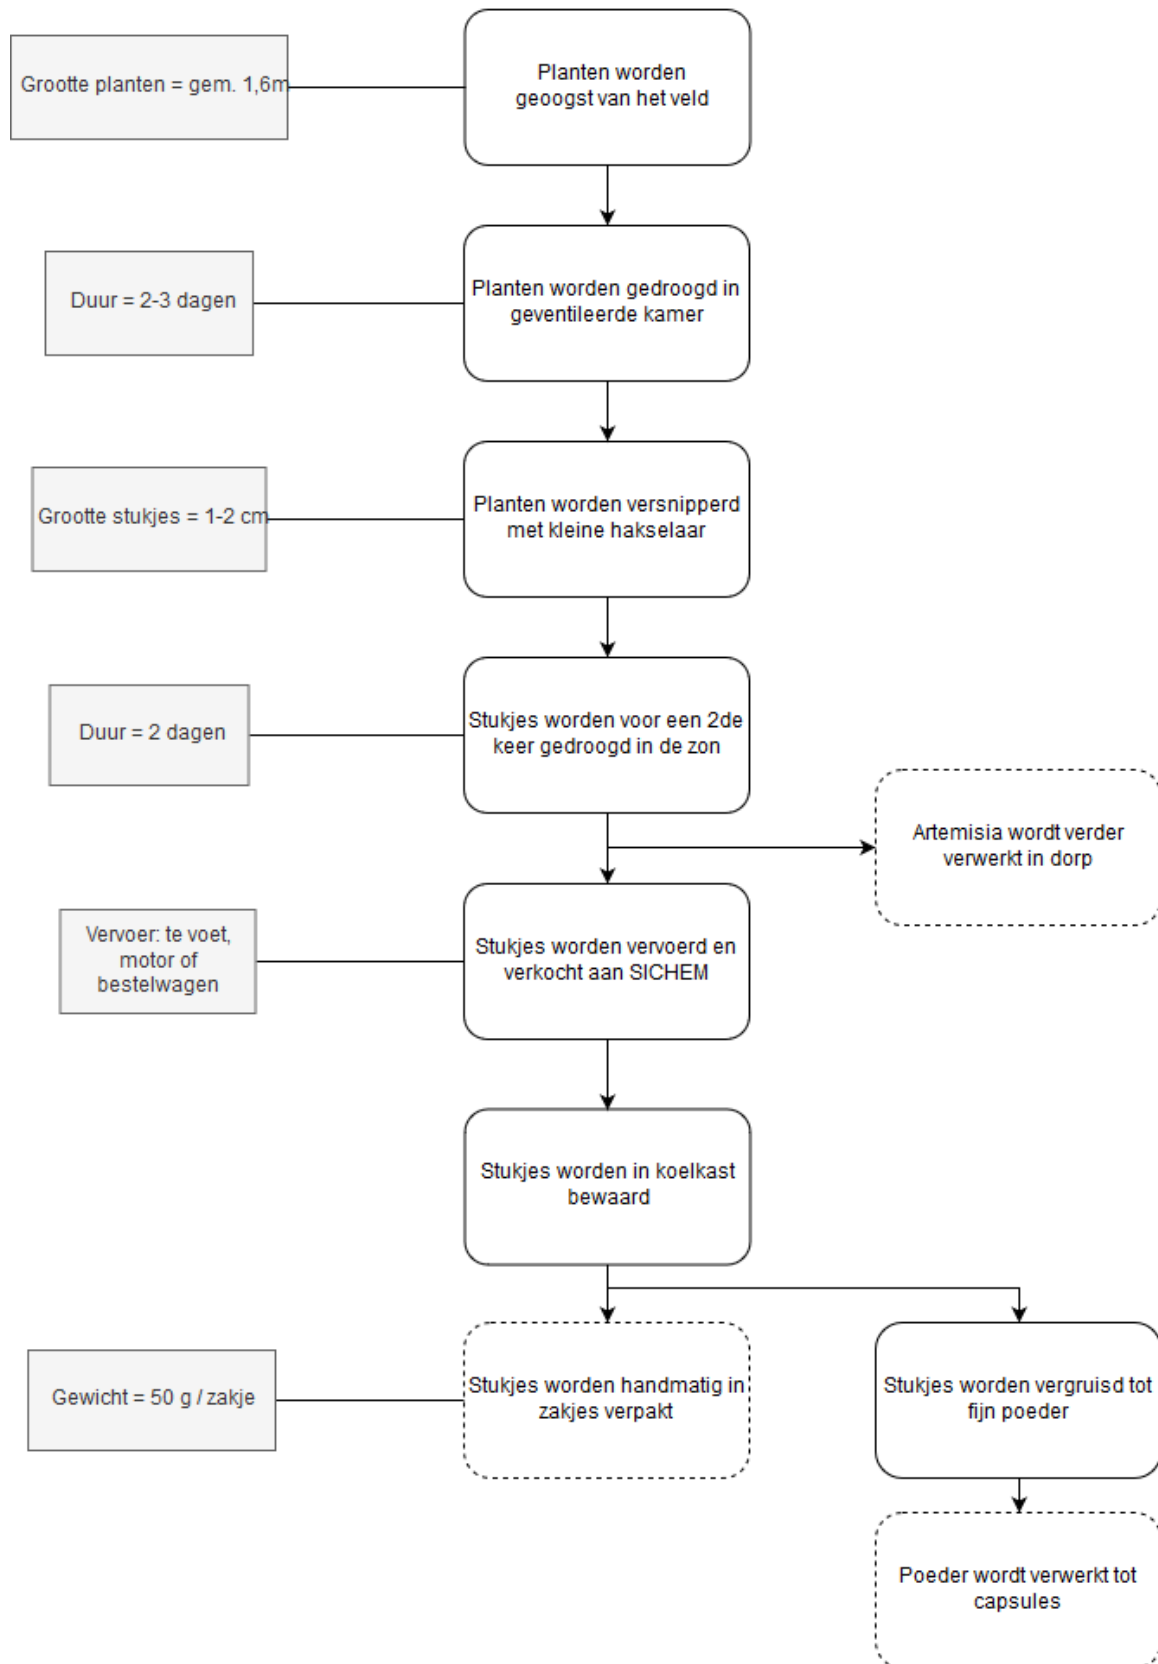 Planten worden
geoogst van het veld
Grootte planten = gem. 1,6m
Planten worden gedroogd in
geventileerde kamer
Duur = 2-3 dagen
Planten worden versnipperd
met kleine hakselaar
Grootte stukjes = 1-2 cm
Stukjes worden voor een 2de
keer gedroogd in de zon
Duur = 2 dagen
Artemisia wordt verder
verwerkt in dorp
Stukjes worden vervoerd en
verkocht aan SICHEM
Vervoer: te voet,
motor of
bestelwagen
Stukjes worden in koelkast
bewaard
Stukjes worden handmatig in
zakjes verpakt
Gewicht = 50 g / zakje
Stukjes worden vergruisd tot
fijn poeder
Poeder wordt verwerkt tot
capsules